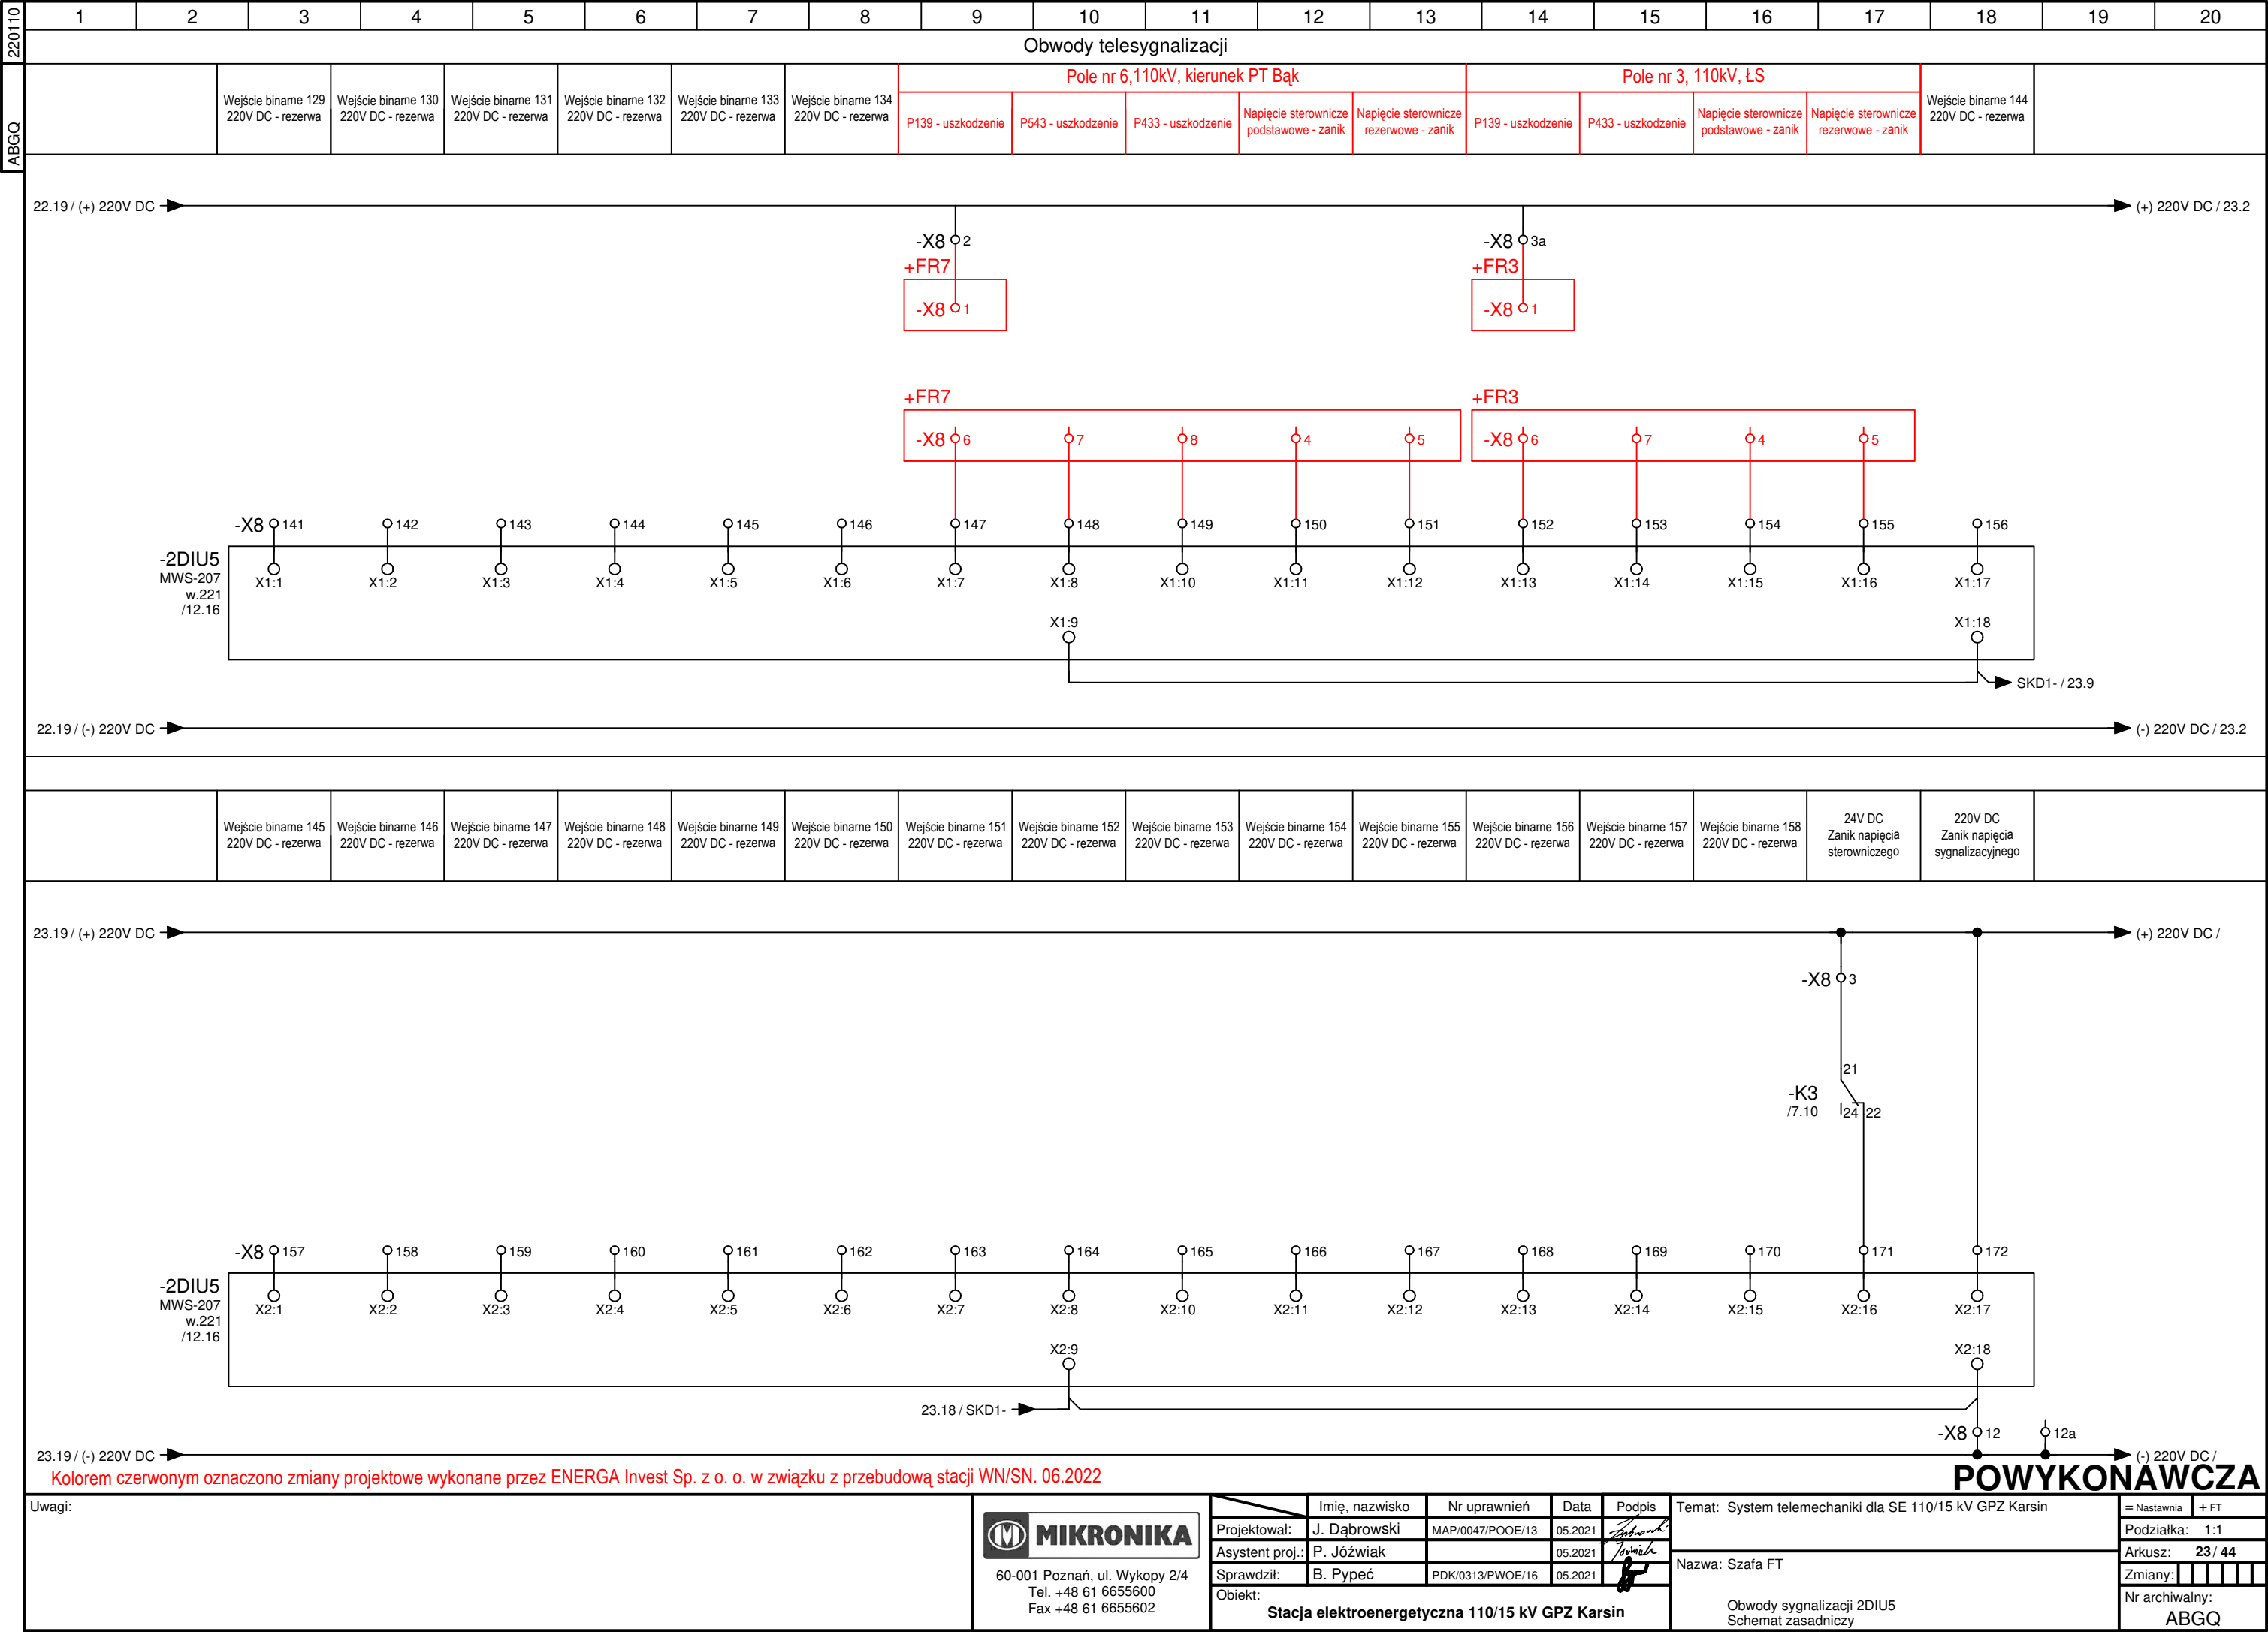 220110
ABGQ
1 2 3 4 5 6 7 8 9 10 11 12 13 14 15 16 17 18 19 20
Obwody telesygnalizacji
Pole nr 6,110kV, kierunek PT Bąk
Pole nr 3, 110kV, ŁS
Wejście binarne 129
220V DC - rezerwa
Wejście binarne 130
220V DC - rezerwa
Wejście binarne 131
220V DC - rezerwa
Wejście binarne 132
220V DC - rezerwa
Wejście binarne 133
220V DC - rezerwa
Wejście binarne 134
220V DC - rezerwa
P139 - uszkodzenie
P543 - uszkodzenie
P433 - uszkodzenie
Napięcie sterownicze
podstawowe - zanik
Napięcie sterownicze
rezerwowe - zanik
P139 - uszkodzenie
P433 - uszkodzenie
Napięcie sterownicze
podstawowe - zanik
Napięcie sterownicze
rezerwowe - zanik
Wejście binarne 144
220V DC - rezerwa
22.19 / (+) 220V DC
(+) 220V DC / 23.2
-X8 2
-X8 3a
+FR7
+FR3
-X8 1
-X8 1
+FR7
+FR3
-X8 6 7 8 4 5
-X8 6 7 4 5
-X8 141 142 143 144 145 146 147 148 149 150 151 152 153 154 155 156
-2DIU5
MWS-207
w.221
/12.16
X1:1 X1:2 X1:3 X1:4 X1:5 X1:6 X1:7 X1:8 X1:10 X1:11 X1:12 X1:13 X1:14 X1:15 X1:16 X1:17
X1:9 X1:18
SKD1- / 23.9
22.19 / (-) 220V DC
(-) 220V DC / 23.2
Wejście binarne 145
220V DC - rezerwa
Wejście binarne 146
220V DC - rezerwa
Wejście binarne 147
220V DC - rezerwa
Wejście binarne 148
220V DC - rezerwa
Wejście binarne 149
220V DC - rezerwa
Wejście binarne 150
220V DC - rezerwa
Wejście binarne 151
220V DC - rezerwa
Wejście binarne 152
220V DC - rezerwa
Wejście binarne 153
220V DC - rezerwa
Wejście binarne 154
220V DC - rezerwa
Wejście binarne 155
220V DC - rezerwa
Wejście binarne 156
220V DC - rezerwa
Wejście binarne 157
220V DC - rezerwa
Wejście binarne 158
220V DC - rezerwa
24V DC
Zanik napięcia
sterowniczego
220V DC
Zanik napięcia
sygnalizacyjnego
23.19 / (+) 220V DC
(+) 220V DC /
-X8 3
21
-K3
/7.10
24 22
-X8 157 158 159 160 161 162 163 164 165 166 167 168 169 170 171 172
-2DIU5
MWS-207
w.221
/12.16
X2:1 X2:2 X2:3 X2:4 X2:5 X2:6 X2:7 X2:8 X2:10 X2:11 X2:12 X2:13 X2:14 X2:15 X2:16 X2:17
X2:9 X2:18
23.18 / SKD1-
-X8 12 12a
23.19 / (-) 220V DC
(-) 220V DC /
Kolorem czerwonym oznaczono zmiany projektowe wykonane przez ENERGA Invest Sp. z o. o. w związku z przebudową stacji WN/SN. 06.2022
POWYKONAWCZA
Uwagi:
MIKRONIKA
60-001 Poznań, ul. Wykopy 2/4
Tel. +48 61 6655600
Fax +48 61 6655602
Imię, nazwisko Nr uprawnień Data Podpis
Projektował: J. Dąbrowski MAP/0047/POOE/13 05.2021
Asystent proj.: P. Jóźwiak 05.2021
Sprawdził: B. Pypeć PDK/0313/PWOE/16 05.2021
Obiekt:
Stacja elektroenergetyczna 110/15 kV GPZ Karsin
Temat: System telemechaniki dla SE 110/15 kV GPZ Karsin
Nazwa: Szafa FT
Obwody sygnalizacji 2DIU5
Schemat zasadniczy
= Nastawnia + FT
Podziałka: 1:1
Arkusz: 23 / 44
Zmiany:
Nr archiwalny:
ABGQ